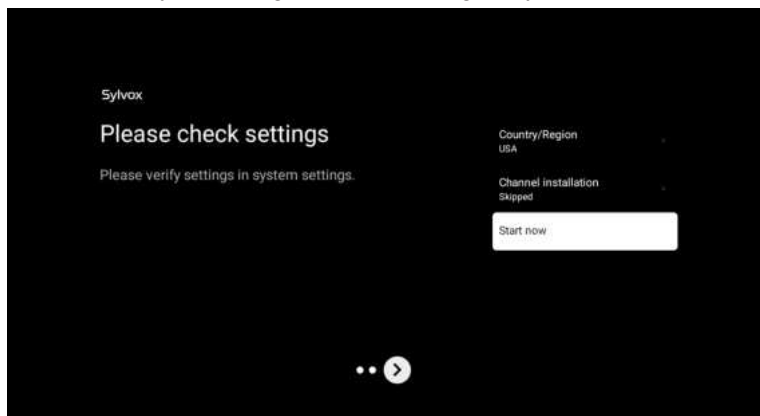 Sylvox
Please check settings
Please verify settings in system settings.
Country/Region
USA
Channel installation
Skipped
Start now